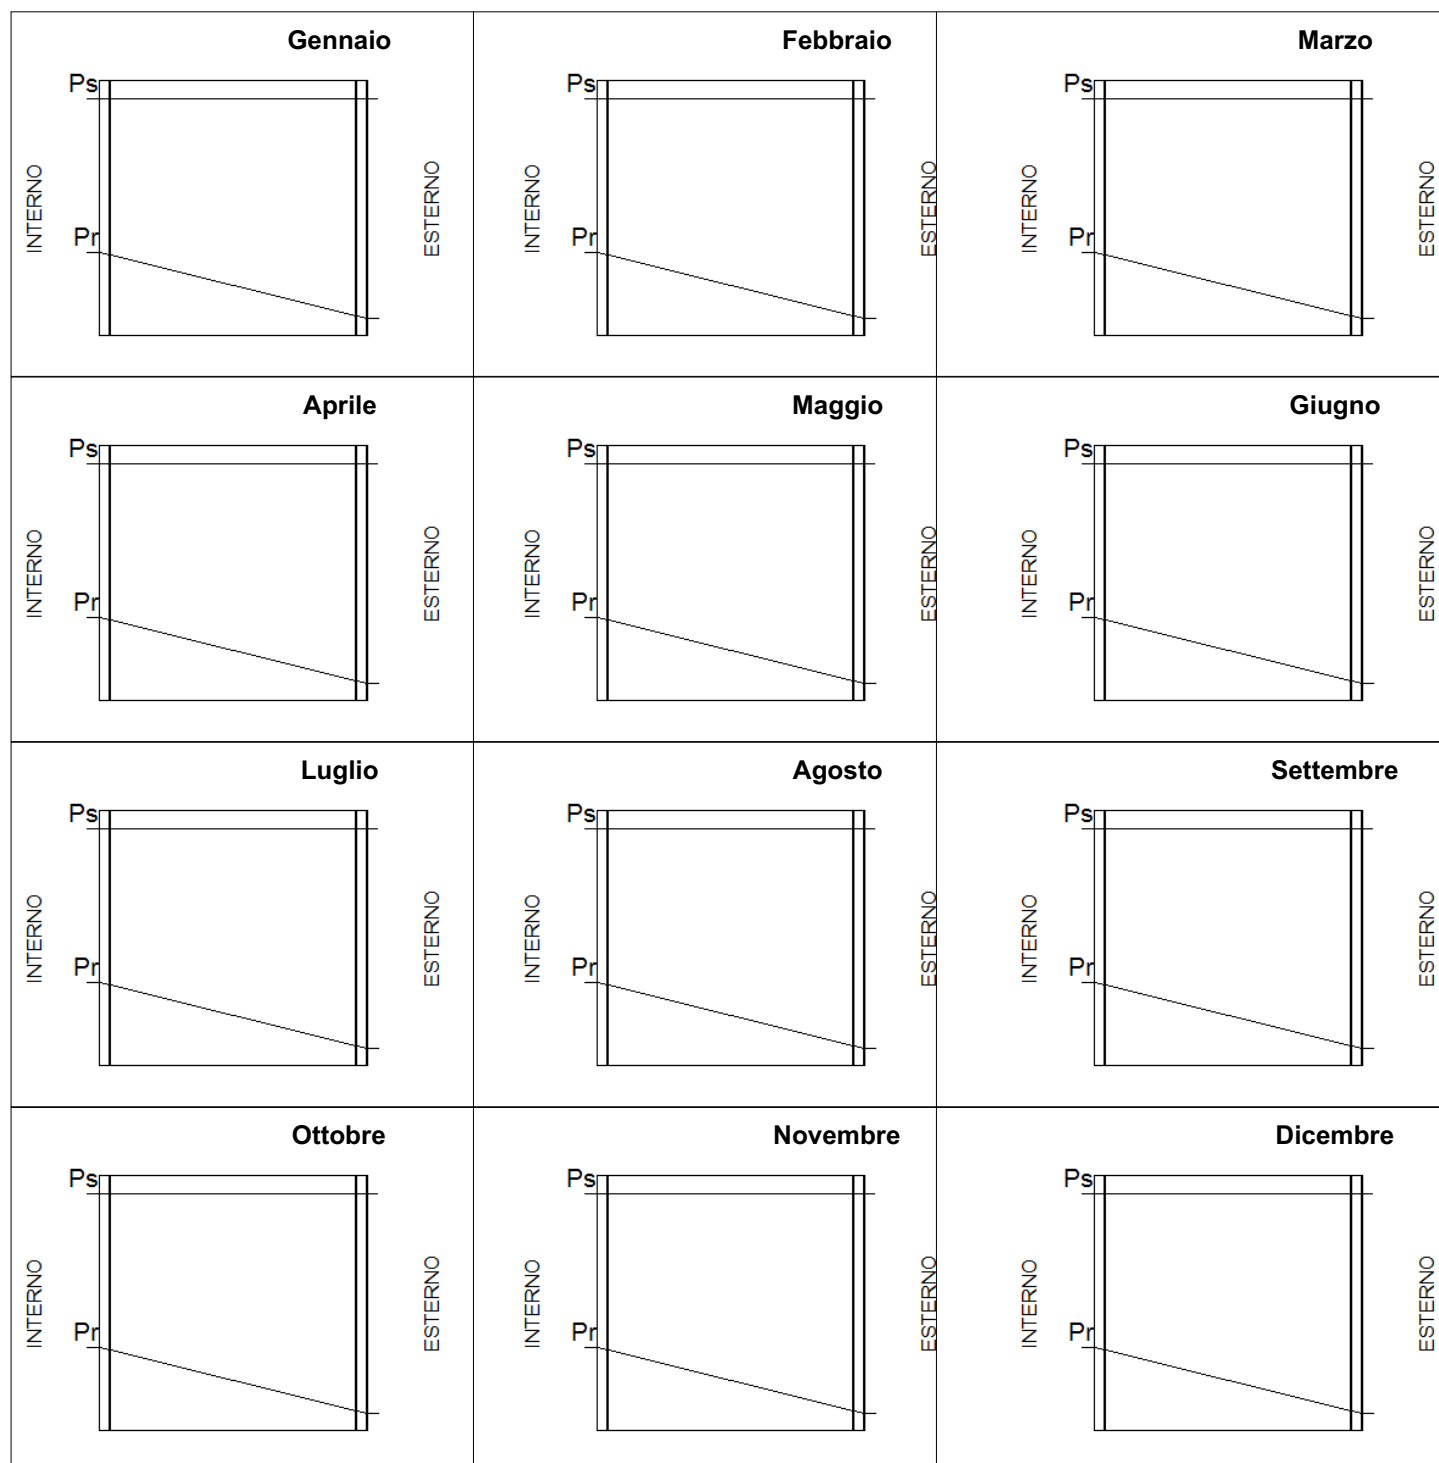 Gennaio
Febbraio
Marzo
Ps
Ps
Ps
INTERNO
ESTERNO
INTERNO
ESTERNO
INTERNO
ESTERNO
Pr
Pr
Pr
Aprile
Maggio
Giugno
Ps
Ps
Ps
INTERNO
ESTERNO
INTERNO
ESTERNO
INTERNO
ESTERNO
Pr
Pr
Pr
Luglio
Agosto
Settembre
Ps
Ps
Ps
INTERNO
ESTERNO
INTERNO
ESTERNO
INTERNO
ESTERNO
Pr
Pr
Pr
Ottobre
Novembre
Dicembre
Ps
Ps
Ps
INTERNO
ESTERNO
INTERNO
ESTERNO
INTERNO
ESTERNO
Pr
Pr
Pr